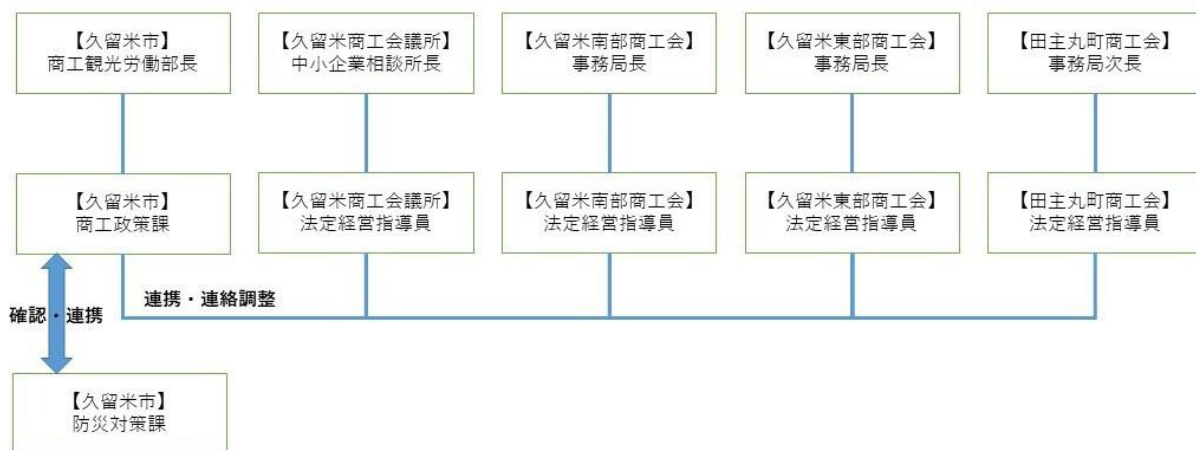 【久留米市】
商工観光労働部長
【久留米商工会議所】
中小企業相談所長
【久留米南部商工会】
事務局長
【久留米東部商工会】
事務局長
【田主丸町商工会】
事務局次長
【久留米市】
商工政策課
【久留米商工会議所】
法定経営指導員
【久留米南部商工会】
法定経営指導員
【久留米東部商工会】
法定経営指導員
【田主丸町商工会】
法定経営指導員
連携・連絡調整
確認・連携
【久留米市】
防災対策課